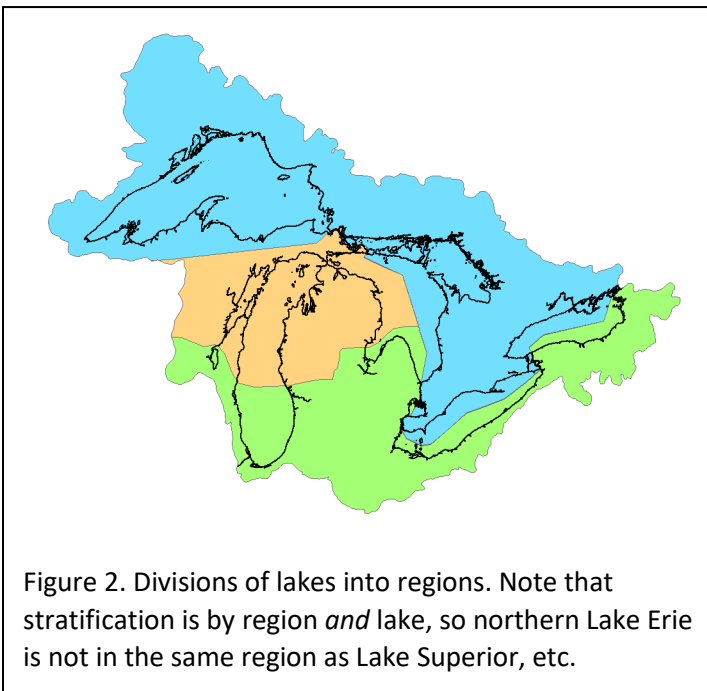 Figure 2. Divisions of lakes into regions. Note that
stratification is by region and lake, so northern Lake Erie
is not in the same region as Lake Superior, etc.